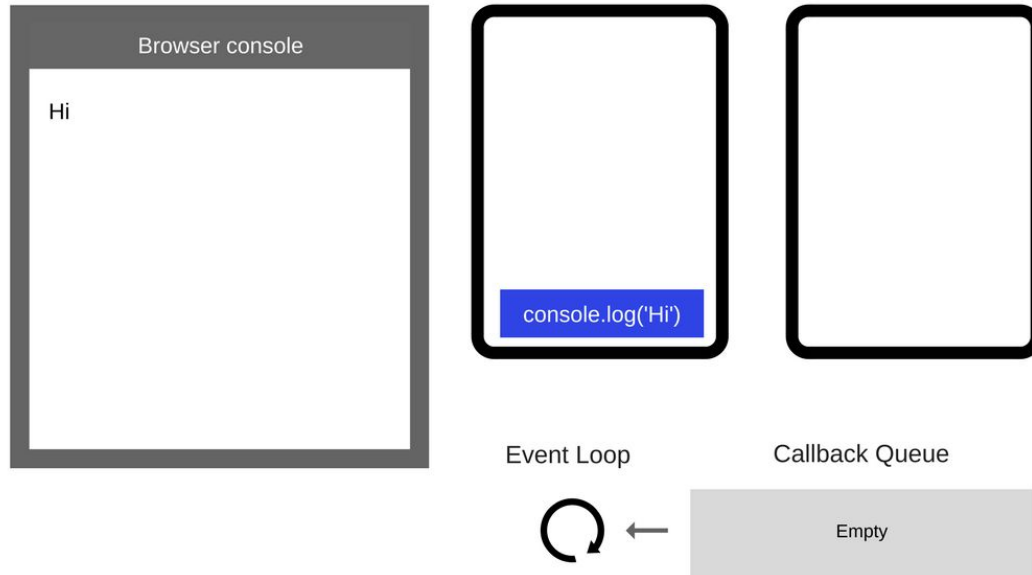 Browser console
Hi
console.log('Hi')
Event Loop
Callback Queue
Empty